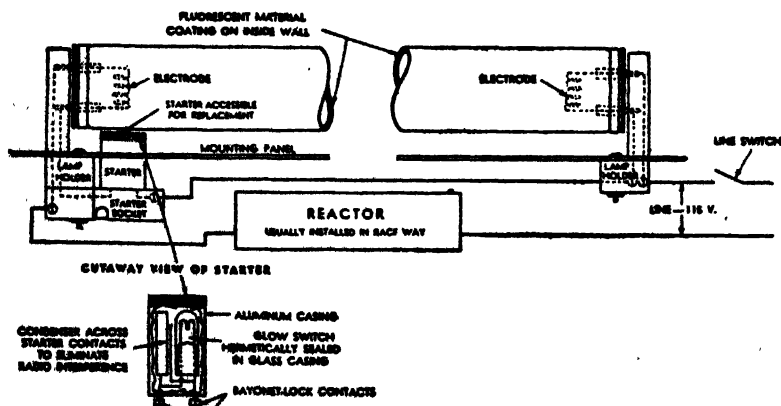 FLUORESCENT MATERIAL
COATING ON INSIDE WALL
ELECTRODE
ELECTRODE
STARTER ACCESSIBLE
FOR REPLACEMENT
MOUNTING PANEL
LINE SWITCH
LAMP
HOLDER
STARTER
LAMP
HOLDER
STARTER
SOCKET
REACTOR
USUALLY INSTALLED IN RACE WAY
LINE—115 V.
CUTAWAY VIEW OF STARTER
ALUMINUM CASING
CONDENSER ACROSS
STARTER CONTACTS
TO ELIMINATE
RADIO INTERFERENCE
GLOW SWITCH
HERMETICALLY SEALED
IN GLASS CASING
BAYONET-LOCK CONTACTS